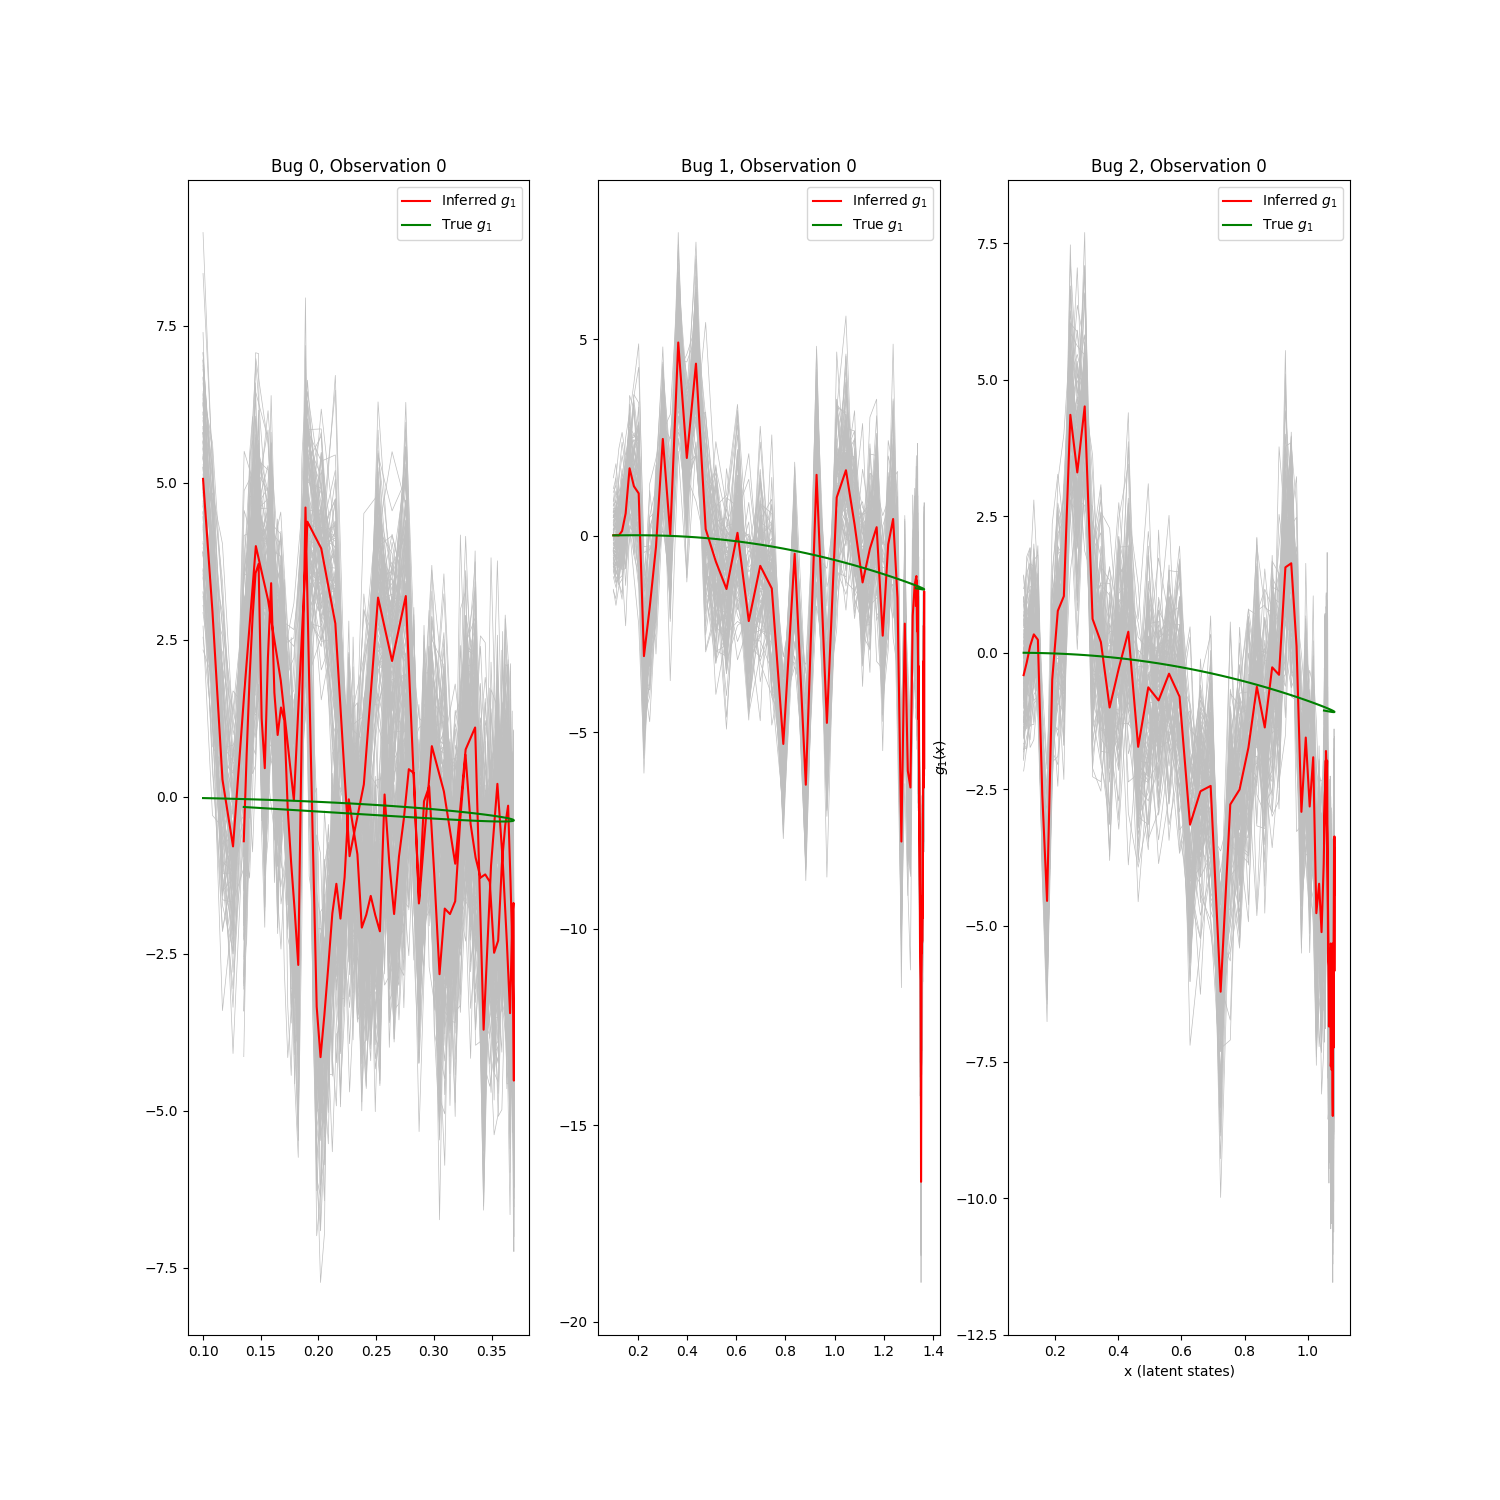 Bug 0, Observation 0
Inferred g₁
True g₁
7.5
5.0
2.5
0.0
−2.5
−5.0
−7.5
0.10 0.15 0.20 0.25 0.30 0.35
Bug 1, Observation 0
Inferred g₁
True g₁
5
0
−5
−10
−15
−20
0.2 0.4 0.6 0.8 1.0 1.2 1.4
Bug 2, Observation 0
Inferred g₁
True g₁
g₁(x)
7.5
5.0
2.5
0.0
−2.5
−5.0
−7.5
−10.0
−12.5
0.2 0.4 0.6 0.8 1.0
x (latent states)